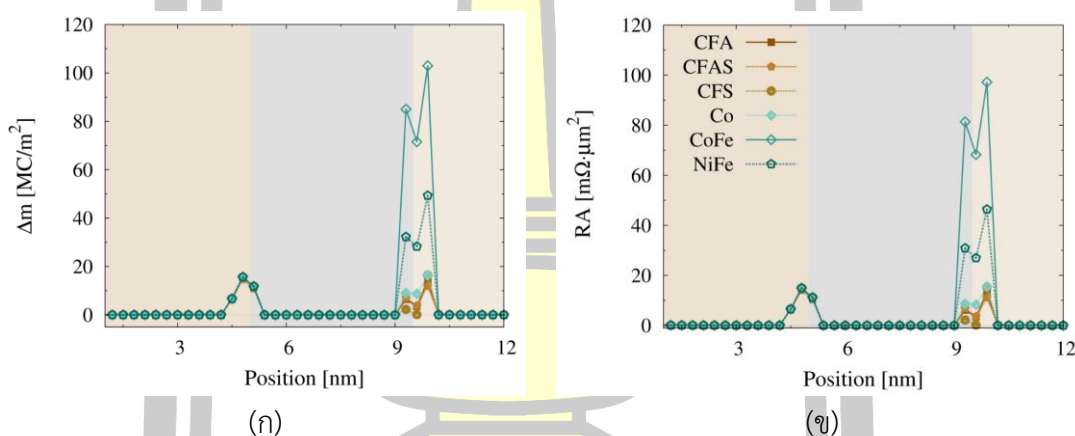 120
100
80
60
40
20
0
Δm [MC/m²]
3
6
9
12
Position [nm]
(ก)
120
100
80
60
40
20
0
RA [mΩ·μm²]
CFA
CFAS
CFS
Co
CoFe
NiFe
3
6
9
12
Position [nm]
(ข)